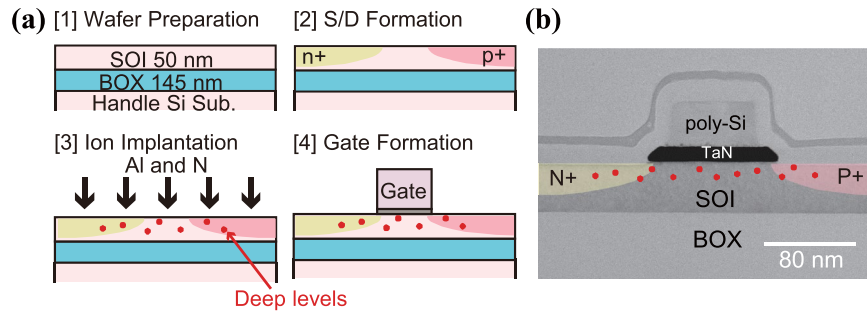 (a)
[1] Wafer Preparation
SOI 50 nm
BOX 145 nm
Handle Si Sub.
[2] S/D Formation
n+
p+
[3] Ion Implantation
Al and N
Deep levels
[4] Gate Formation
Gate
(b)
poly-Si
TaN
N+
P+
SOI
BOX
80 nm